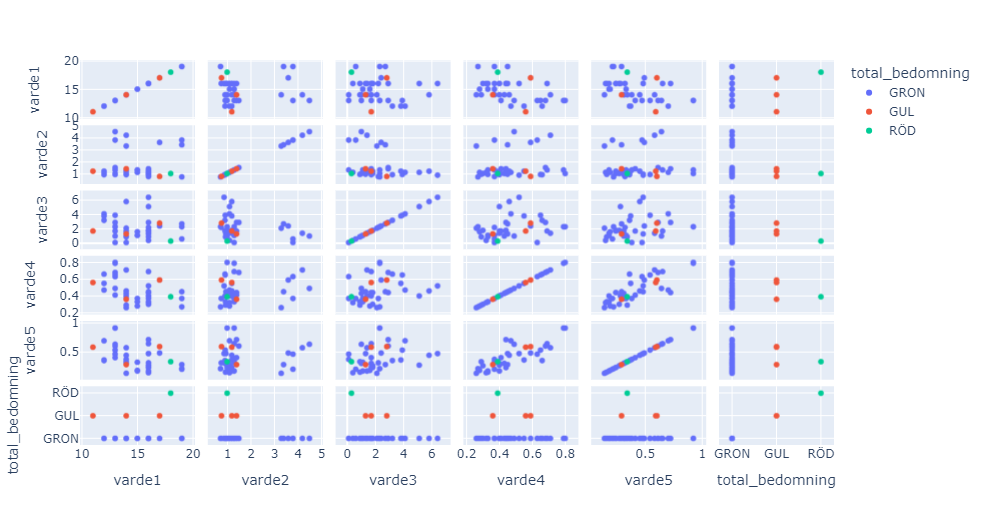 total_bedomning
GRON
GUL
RÖD
varde1
20
15
10
varde2
5
4
3
2
1
varde3
6
4
2
0
varde4
0.8
0.6
0.4
0.2
varde5
1
0.5
total_bedomning
RÖD
GUL
GRON
10 15 20 1 2 3 4 5 0 2 4 6 0.2 0.4 0.6 0.8 0.5 1 GRON GUL RÖD
varde1 varde2 varde3 varde4 varde5 total_bedomning